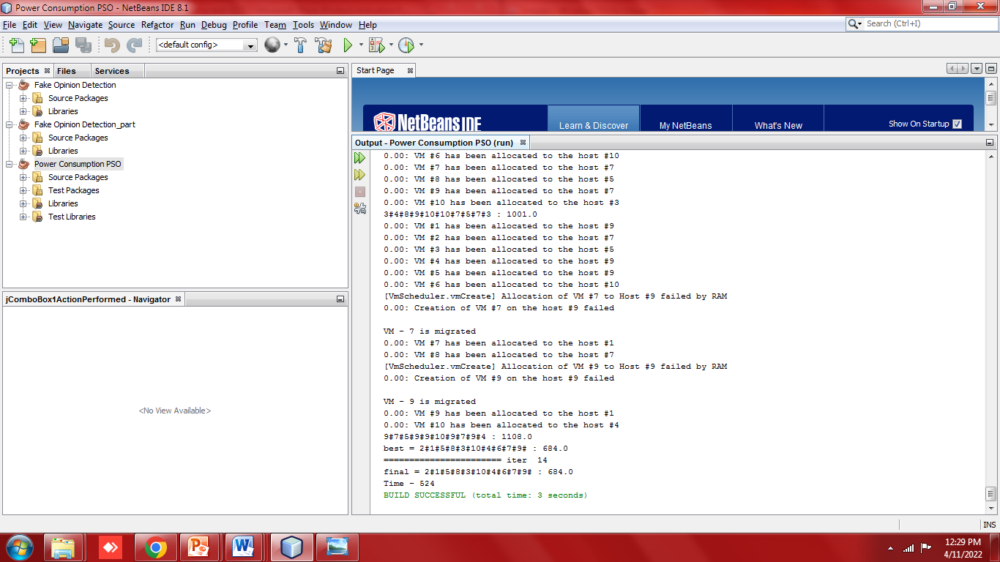 Power Consumption PSO - NetBeans IDE 8.1
File Edit View Navigate Source Refactor Run Debug Profile Team Tools Window Help
Search (Ctrl+I)
<default config>
Projects Files Services
Fake Opinion Detection
Source Packages
Libraries
Fake Opinion Detection_part
Source Packages
Libraries
Power Consumption PSO
Source Packages
Test Packages
Libraries
Test Libraries
jComboBox1ActionPerformed - Navigator
<No View Available>
Start Page
NetBeans IDE
Learn & Discover
My NetBeans
What's New
Show On Startup
Output - Power Consumption PSO (run)
0.00: VM #6 has been allocated to the host #10
0.00: VM #7 has been allocated to the host #7
0.00: VM #8 has been allocated to the host #5
0.00: VM #9 has been allocated to the host #7
0.00: VM #10 has been allocated to the host #3
3#4#8#9#10#10#7#5#7#3 : 1001.0
0.00: VM #1 has been allocated to the host #9
0.00: VM #2 has been allocated to the host #7
0.00: VM #3 has been allocated to the host #5
0.00: VM #4 has been allocated to the host #9
0.00: VM #5 has been allocated to the host #9
0.00: VM #6 has been allocated to the host #10
[VmScheduler.vmCreate] Allocation of VM #7 to Host #9 failed by RAM
0.00: Creation of VM #7 on the host #9 failed
VM - 7 is migrated
0.00: VM #7 has been allocated to the host #1
0.00: VM #8 has been allocated to the host #7
[VmScheduler.vmCreate] Allocation of VM #9 to Host #9 failed by RAM
0.00: Creation of VM #9 on the host #9 failed
VM - 9 is migrated
0.00: VM #9 has been allocated to the host #1
0.00: VM #10 has been allocated to the host #4
9#7#5#9#9#10#9#7#9#4 : 1108.0
best = 2#1#5#8#3#10#4#6#7#9# : 684.0
======================= iter  14
final = 2#1#5#8#3#10#4#6#7#9# : 684.0
Time - 524
BUILD SUCCESSFUL (total time: 3 seconds)
INS
12:29 PM
4/11/2022